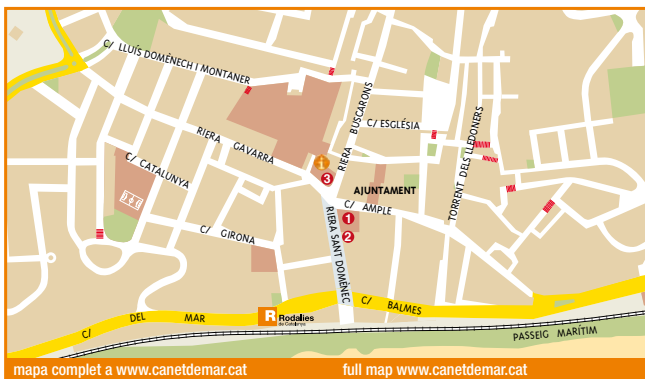 C/ LLUÍS DOMÈNECH I MONTANER
RIERA GAVARRA
RIERA BUSCARONS
C/ ESGLÉSIA
TORRENT DELS LLEDONERS
C/ CATALUNYA
i
3
AJUNTAMENT
C/ AMPLE
1
2
C/ GIRONA
RIERA SANT DOMÈNEC
C/ BALMES
C/ DEL MAR
R Rodalies
de Catalunya
PASSEIG MARÍTIM
mapa complet a www.canetdemar.cat
full map www.canetdemar.cat